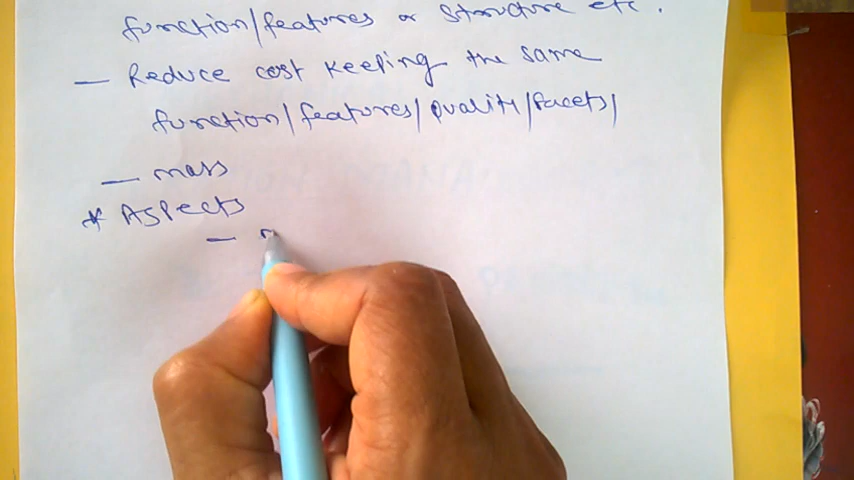 function/features or structure etc.
— Reduce cost keeping the same
function/features/quality/facets/
— mass
* Aspects
—